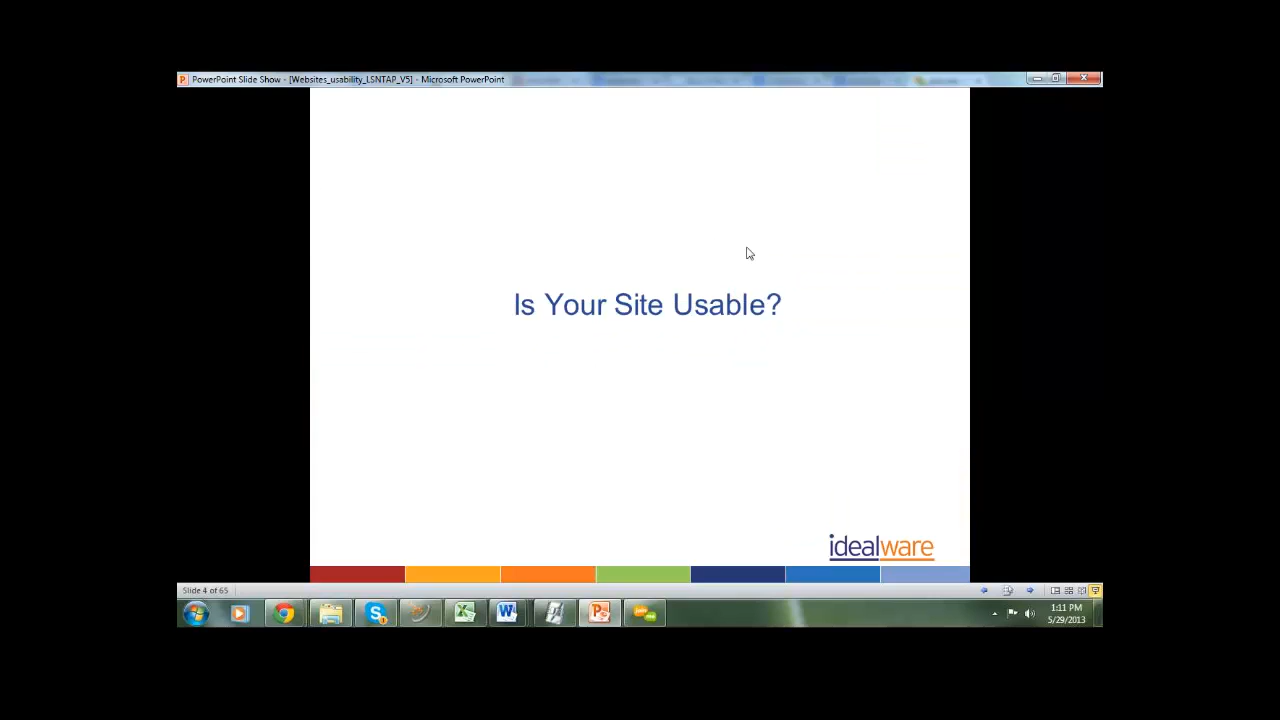 PowerPoint Slide Show - [Websites_usability_LSNTAP_V5] - Microsoft PowerPoint
Is Your Site Usable?
idealware
Slide 4 of 65
1:11 PM
5/29/2013